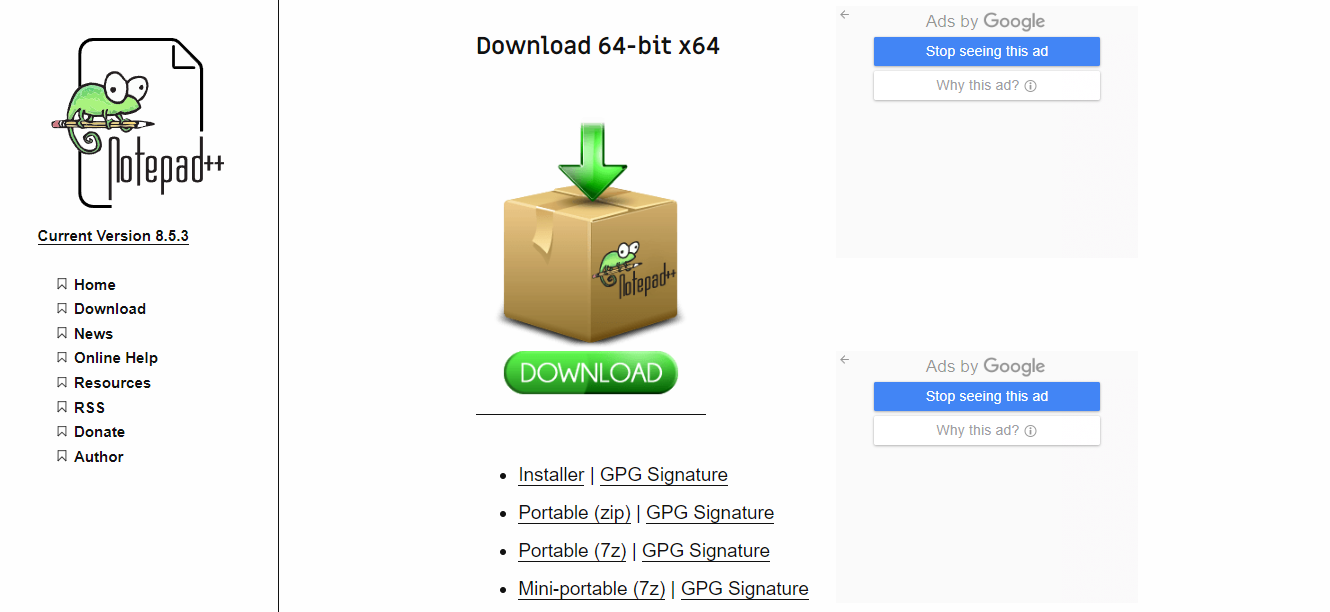 Notepad++
Current Version 8.5.3
Home
Download
News
Online Help
Resources
RSS
Donate
Author
Download 64-bit x64
Notepad++
DOWNLOAD
Installer | GPG Signature
Portable (zip) | GPG Signature
Portable (7z) | GPG Signature
Mini-portable (7z) | GPG Signature
Ads by Google
Stop seeing this ad
Why this ad?
Ads by Google
Stop seeing this ad
Why this ad?